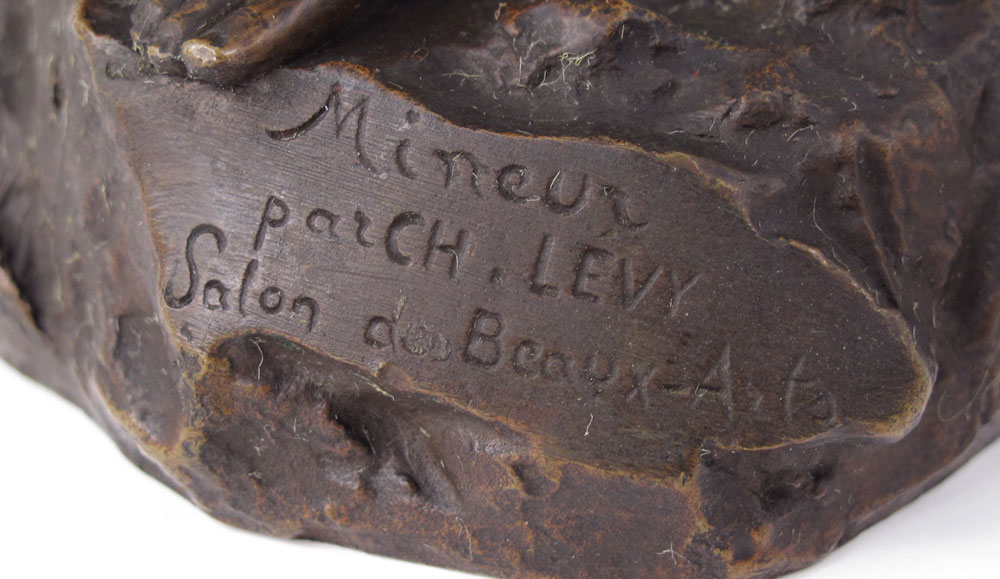 Mineur
par CH. LEVY
Salon des Beaux-Arts